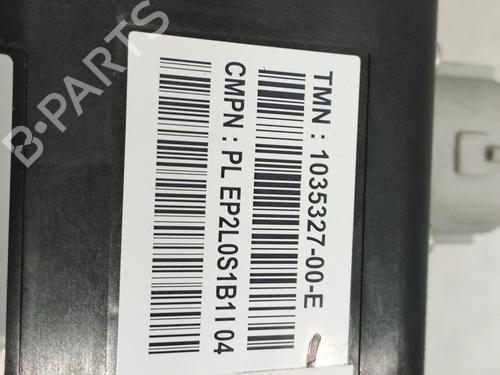 TMN : 1035327-00-E
CMPN : PL EP2L0S1B1I 04
B-PARTS